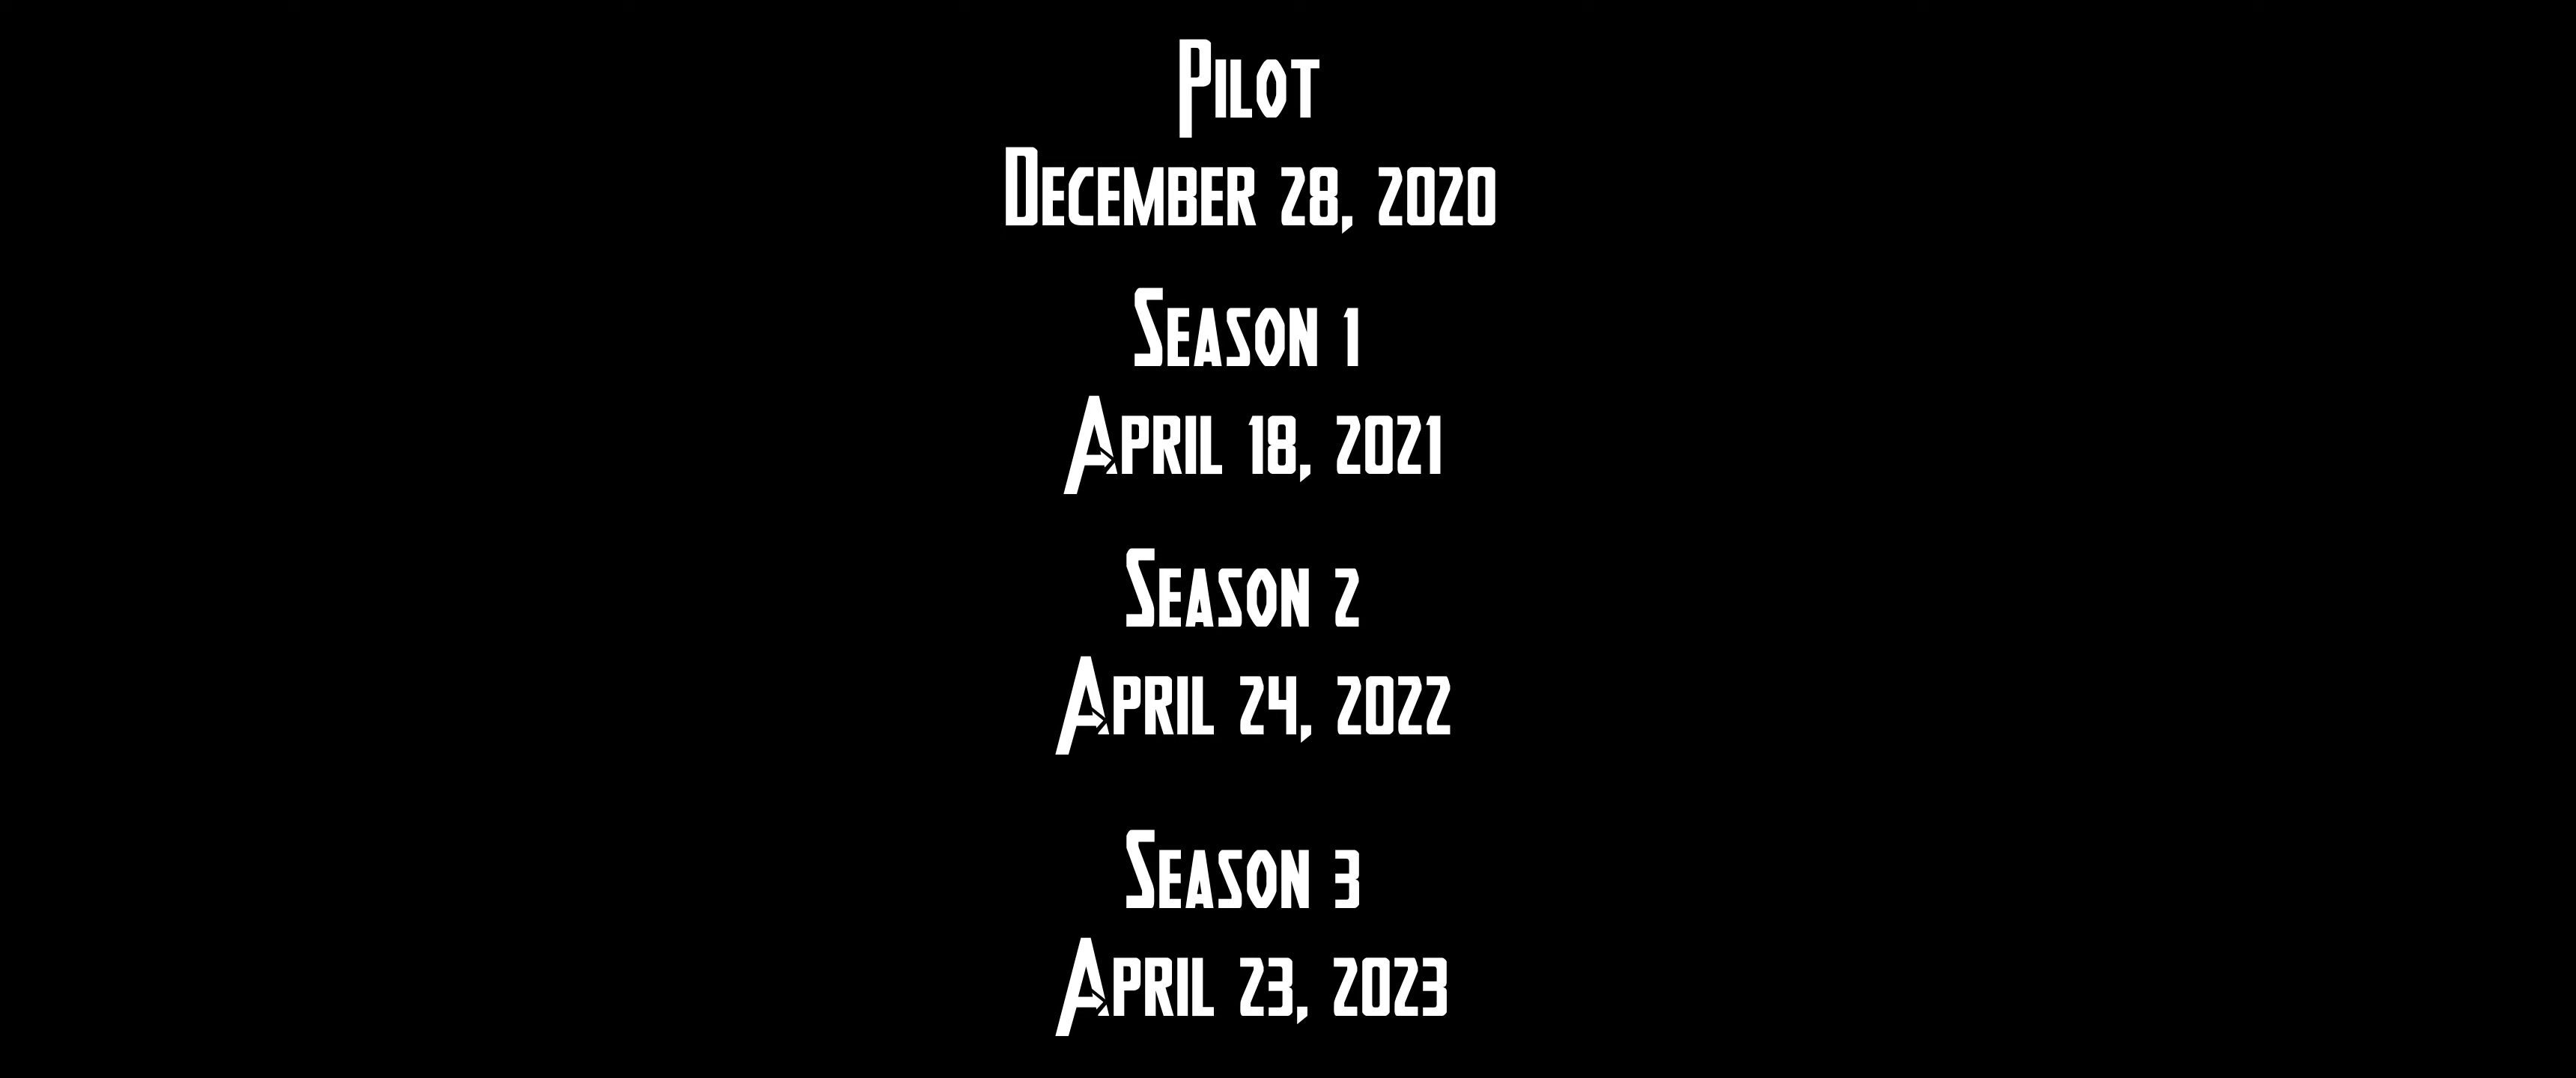 Pilot
December 28, 2020
Season 1
April 18, 2021
Season 2
April 24, 2022
Season 3
April 23, 2023